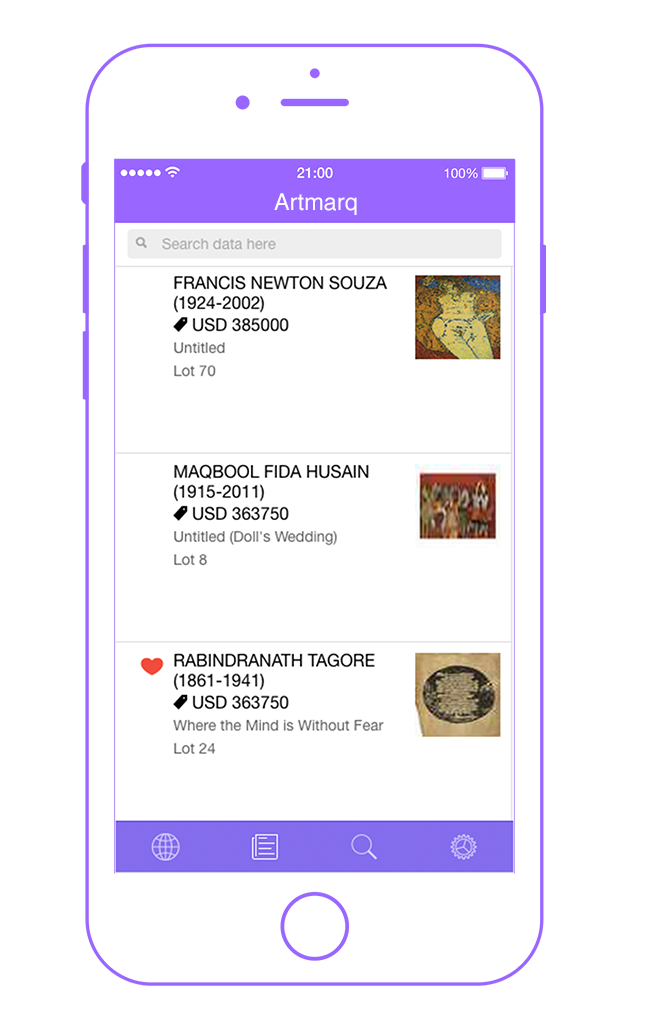 21:00
100%
Artmarq
Search data here
FRANCIS NEWTON SOUZA
(1924-2002)
USD 385000
Untitled
Lot 70
MAQBOOL FIDA HUSAIN
(1915-2011)
USD 363750
Untitled (Doll's Wedding)
Lot 8
RABINDRANATH TAGORE
(1861-1941)
USD 363750
Where the Mind is Without Fear
Lot 24